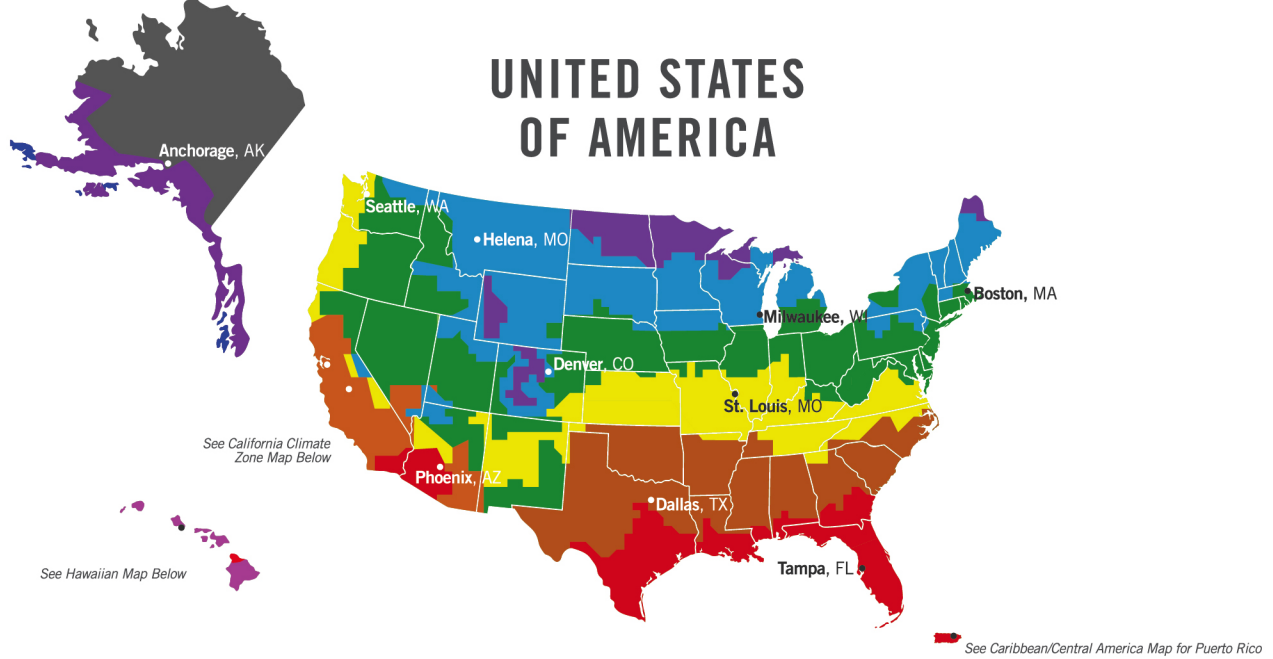 UNITED STATES
OF AMERICA
Anchorage, AK
Seattle, WA
Helena, MO
Boston, MA
Milwaukee, WI
Denver, CO
St. Louis, MO
See California Climate
Zone Map Below
Phoenix, AZ
Dallas, TX
See Hawaiian Map Below
Tampa, FL
See Caribbean/Central America Map for Puerto Rico